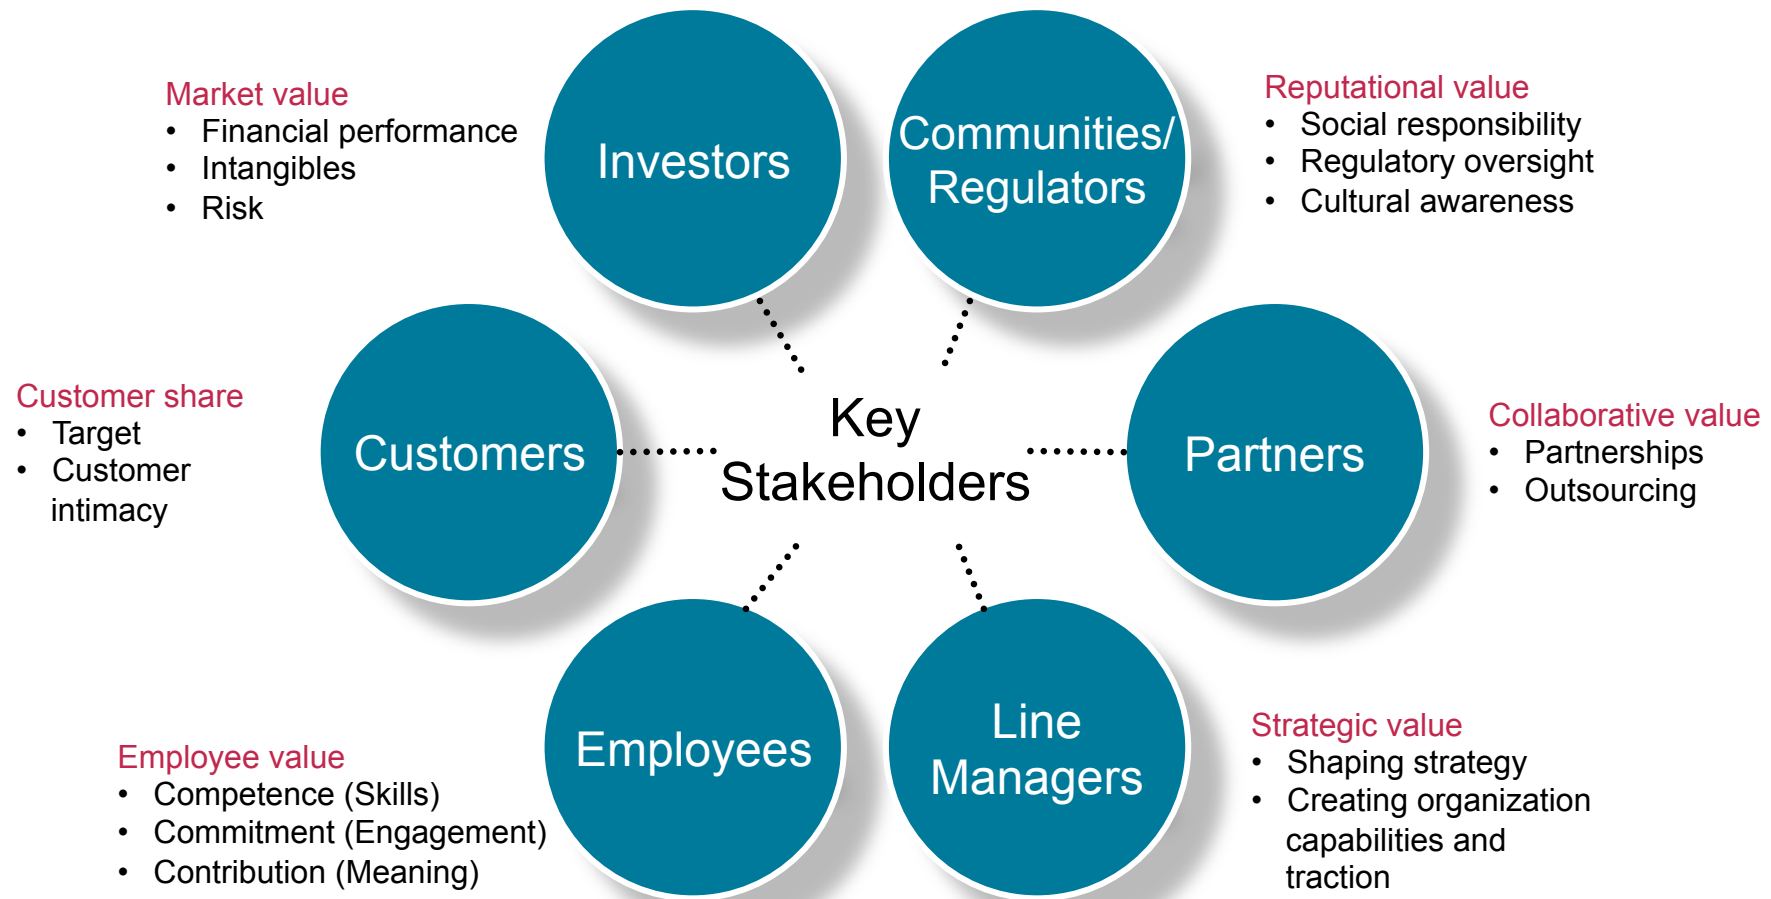 Market value
• Financial performance
• Intangibles
• Risk
Investors
Communities/
Regulators
Reputational value
• Social responsibility
• Regulatory oversight
• Cultural awareness
Customer share
• Target
• Customer
intimacy
Customers
Key
Stakeholders
Partners
Collaborative value
• Partnerships
• Outsourcing
Employee value
• Competence (Skills)
• Commitment (Engagement)
• Contribution (Meaning)
Employees
Line
Managers
Strategic value
• Shaping strategy
• Creating organization
capabilities and
traction